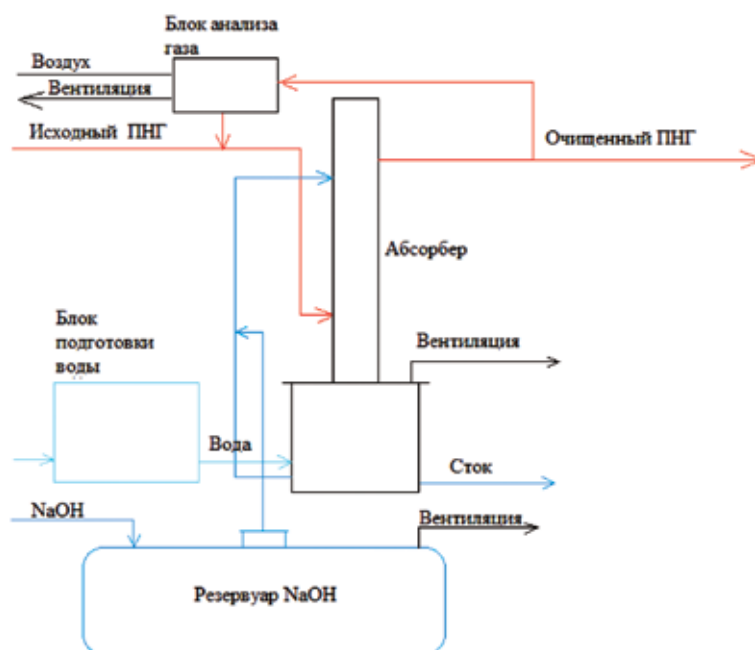 Блок анализа
газа
Воздух
Вентиляция
Исходный ПНГ
Очищенный ПНГ
Абсорбер
Блок
подготовки
воды
Вентиляция
Вода
Сток
NaOH
Вентиляция
Резервуар NaOH